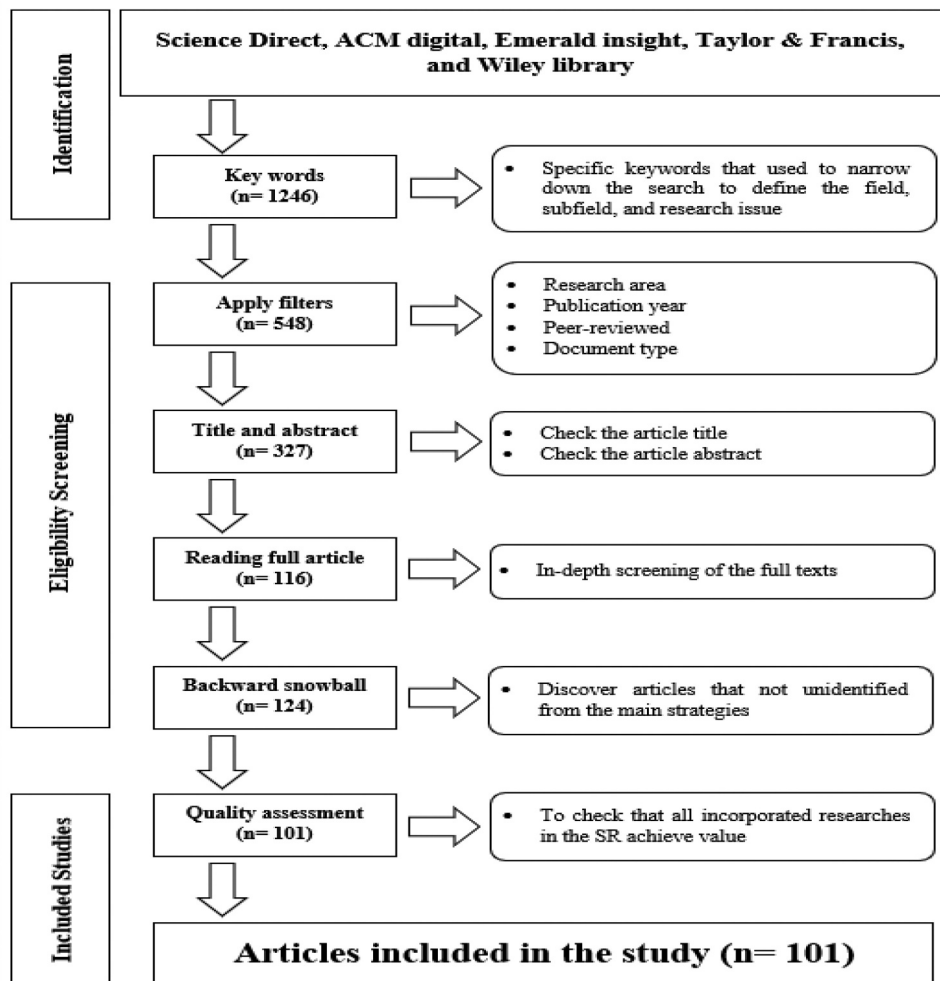 Identification
Science Direct, ACM digital, Emerald insight, Taylor & Francis,
and Wiley library
Key words
(n= 1246)
• Specific keywords that used to narrow
down the search to define the field,
subfield, and research issue
Eligibility Screening
Apply filters
(n= 548)
• Research area
• Publication year
• Peer-reviewed
• Document type
Title and abstract
(n= 327)
• Check the article title
• Check the article abstract
Reading full article
(n= 116)
• In-depth screening of the full texts
Backward snowball
(n= 124)
• Discover articles that not unidentified
from the main strategies
Included Studies
Quality assessment
(n= 101)
• To check that all incorporated researches
in the SR achieve value
Articles included in the study (n= 101)